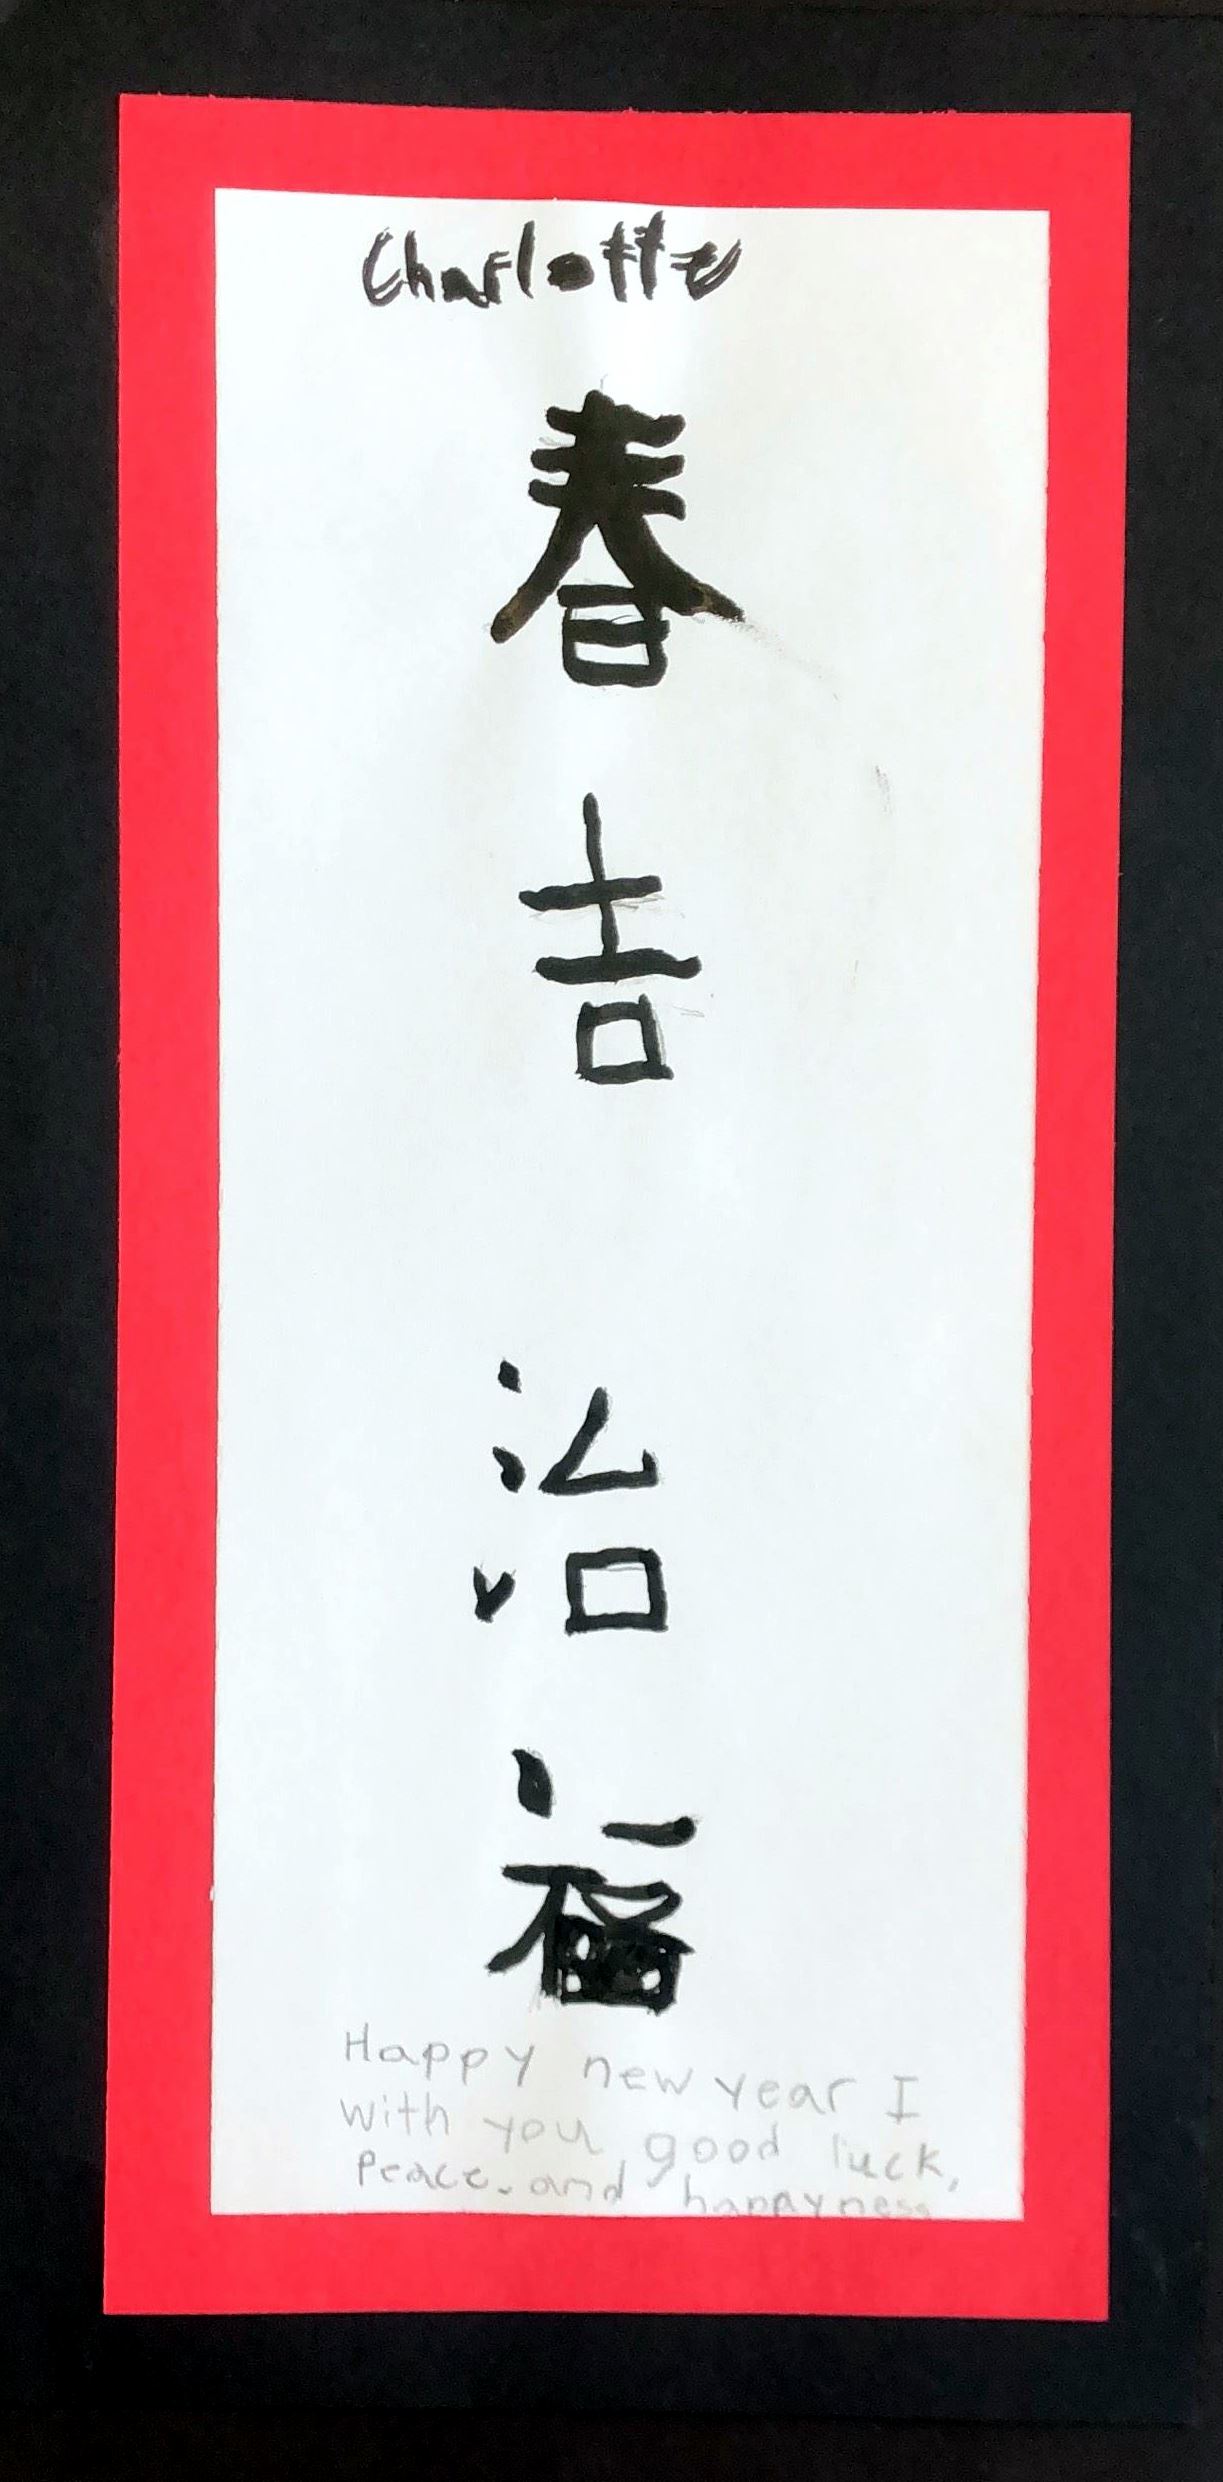 Charlotte
春
吉
治
福
Happy new year I
with you good luck,
Peace. and happyness